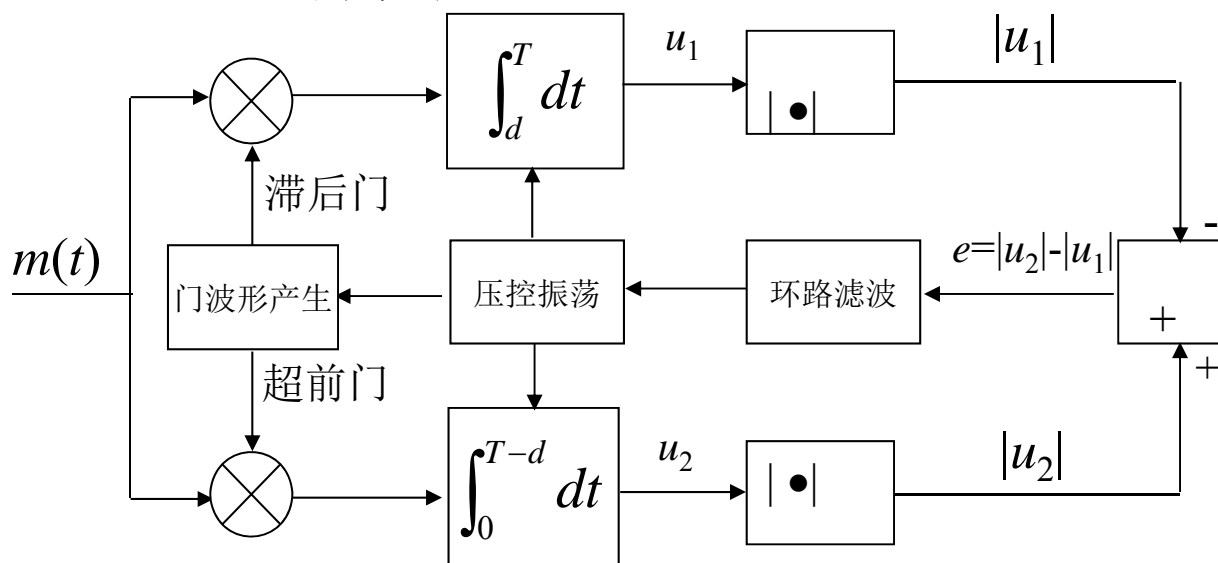 ∫_d^T dt
u₁
|●|
|u₁|
-
滞后门
m(t)
门波形产生
压控振荡
环路滤波
e=|u₂|-|u₁|
+
+
超前门
∫_0^{T-d} dt
u₂
|●|
|u₂|